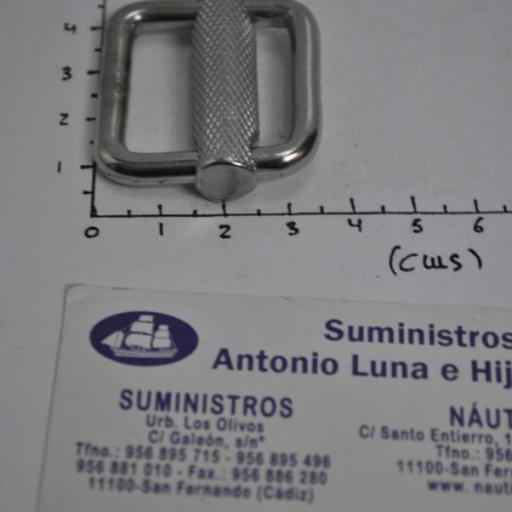 4
3
2
1
0 1 2 3 4 5 6
(cms)
Suministros
Antonio Luna e Hij
SUMINISTROS
Urb. Los Olivos
C/ Galeón, s/nº
Tfno.: 956 895 715 - 956 895 496
956 881 010 - Fax.: 956 886 280
11100-San Fernando (Cádiz)
NÁUT
C/ Santo Entierro, 1
Tfno.: 956
11100-San Fer
www. nauti